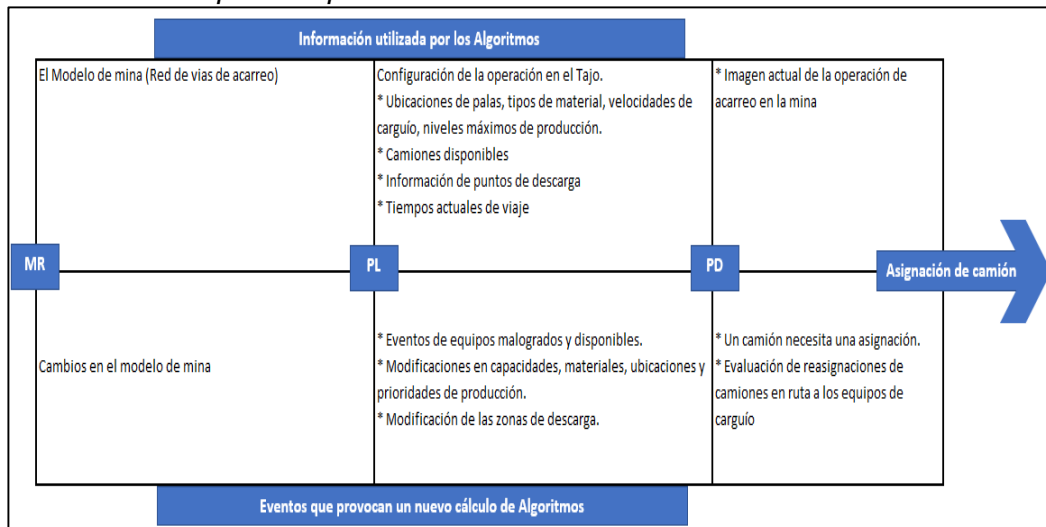 Información utilizada por los Algoritmos
El Modelo de mina (Red de vias de acarreo)
Configuración de la operación en el Tajo.
* Ubicaciones de palas, tipos de material, velocidades de
carguío, niveles máximos de producción.
* Camiones disponibles
* Información de puntos de descarga
* Tiempos actuales de viaje
* Imagen actual de la operación de
acarreo en la mina
MR
PL
PD
Asignación de camión
Cambios en el modelo de mina
* Eventos de equipos malogrados y disponibles.
* Modificaciones en capacidades, materiales, ubicaciones y
prioridades de producción.
* Modificación de las zonas de descarga.
* Un camión necesita una asignación.
* Evaluación de reasignaciones de
camiones en ruta a los equipos de
carguío
Eventos que provocan un nuevo cálculo de Algoritmos